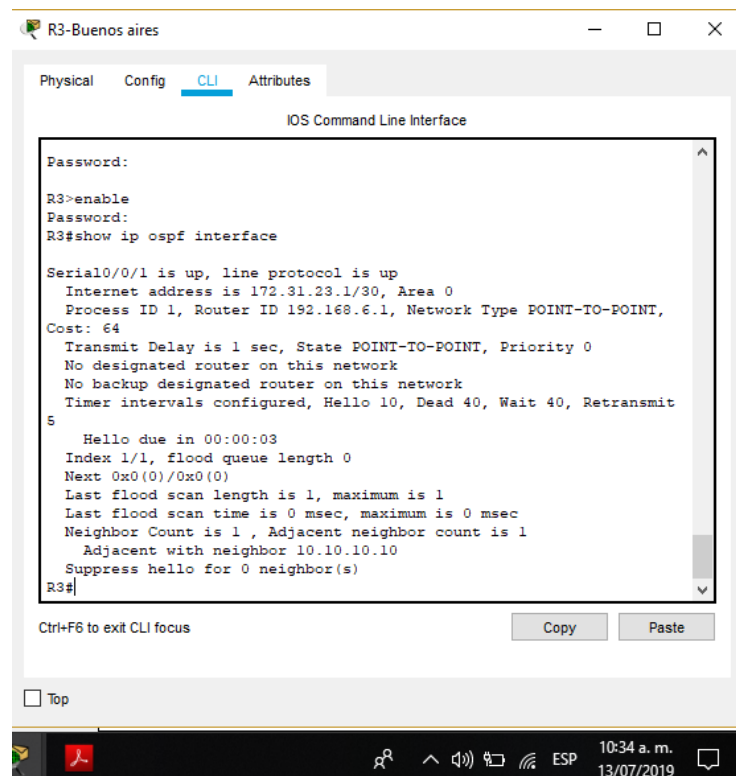 R3-Buenos aires
Physical Config CLI Attributes
IOS Command Line Interface
Password:
R3>enable
Password:
R3#show ip ospf interface
Serial0/0/1 is up, line protocol is up
Internet address is 172.31.23.1/30, Area 0
Process ID 1, Router ID 192.168.6.1, Network Type POINT-TO-POINT,
Cost: 64
Transmit Delay is 1 sec, State POINT-TO-POINT, Priority 0
No designated router on this network
No backup designated router on this network
Timer intervals configured, Hello 10, Dead 40, Wait 40, Retransmit
5
Hello due in 00:00:03
Index 1/1, flood queue length 0
Next 0x0(0)/0x0(0)
Last flood scan length is 1, maximum is 1
Last flood scan time is 0 msec, maximum is 0 msec
Neighbor Count is 1 , Adjacent neighbor count is 1
Adjacent with neighbor 10.10.10.10
Suppress hello for 0 neighbor(s)
R3#
Ctrl+F6 to exit CLI focus
Copy Paste
Top
ESP
10:34 a. m.
13/07/2019